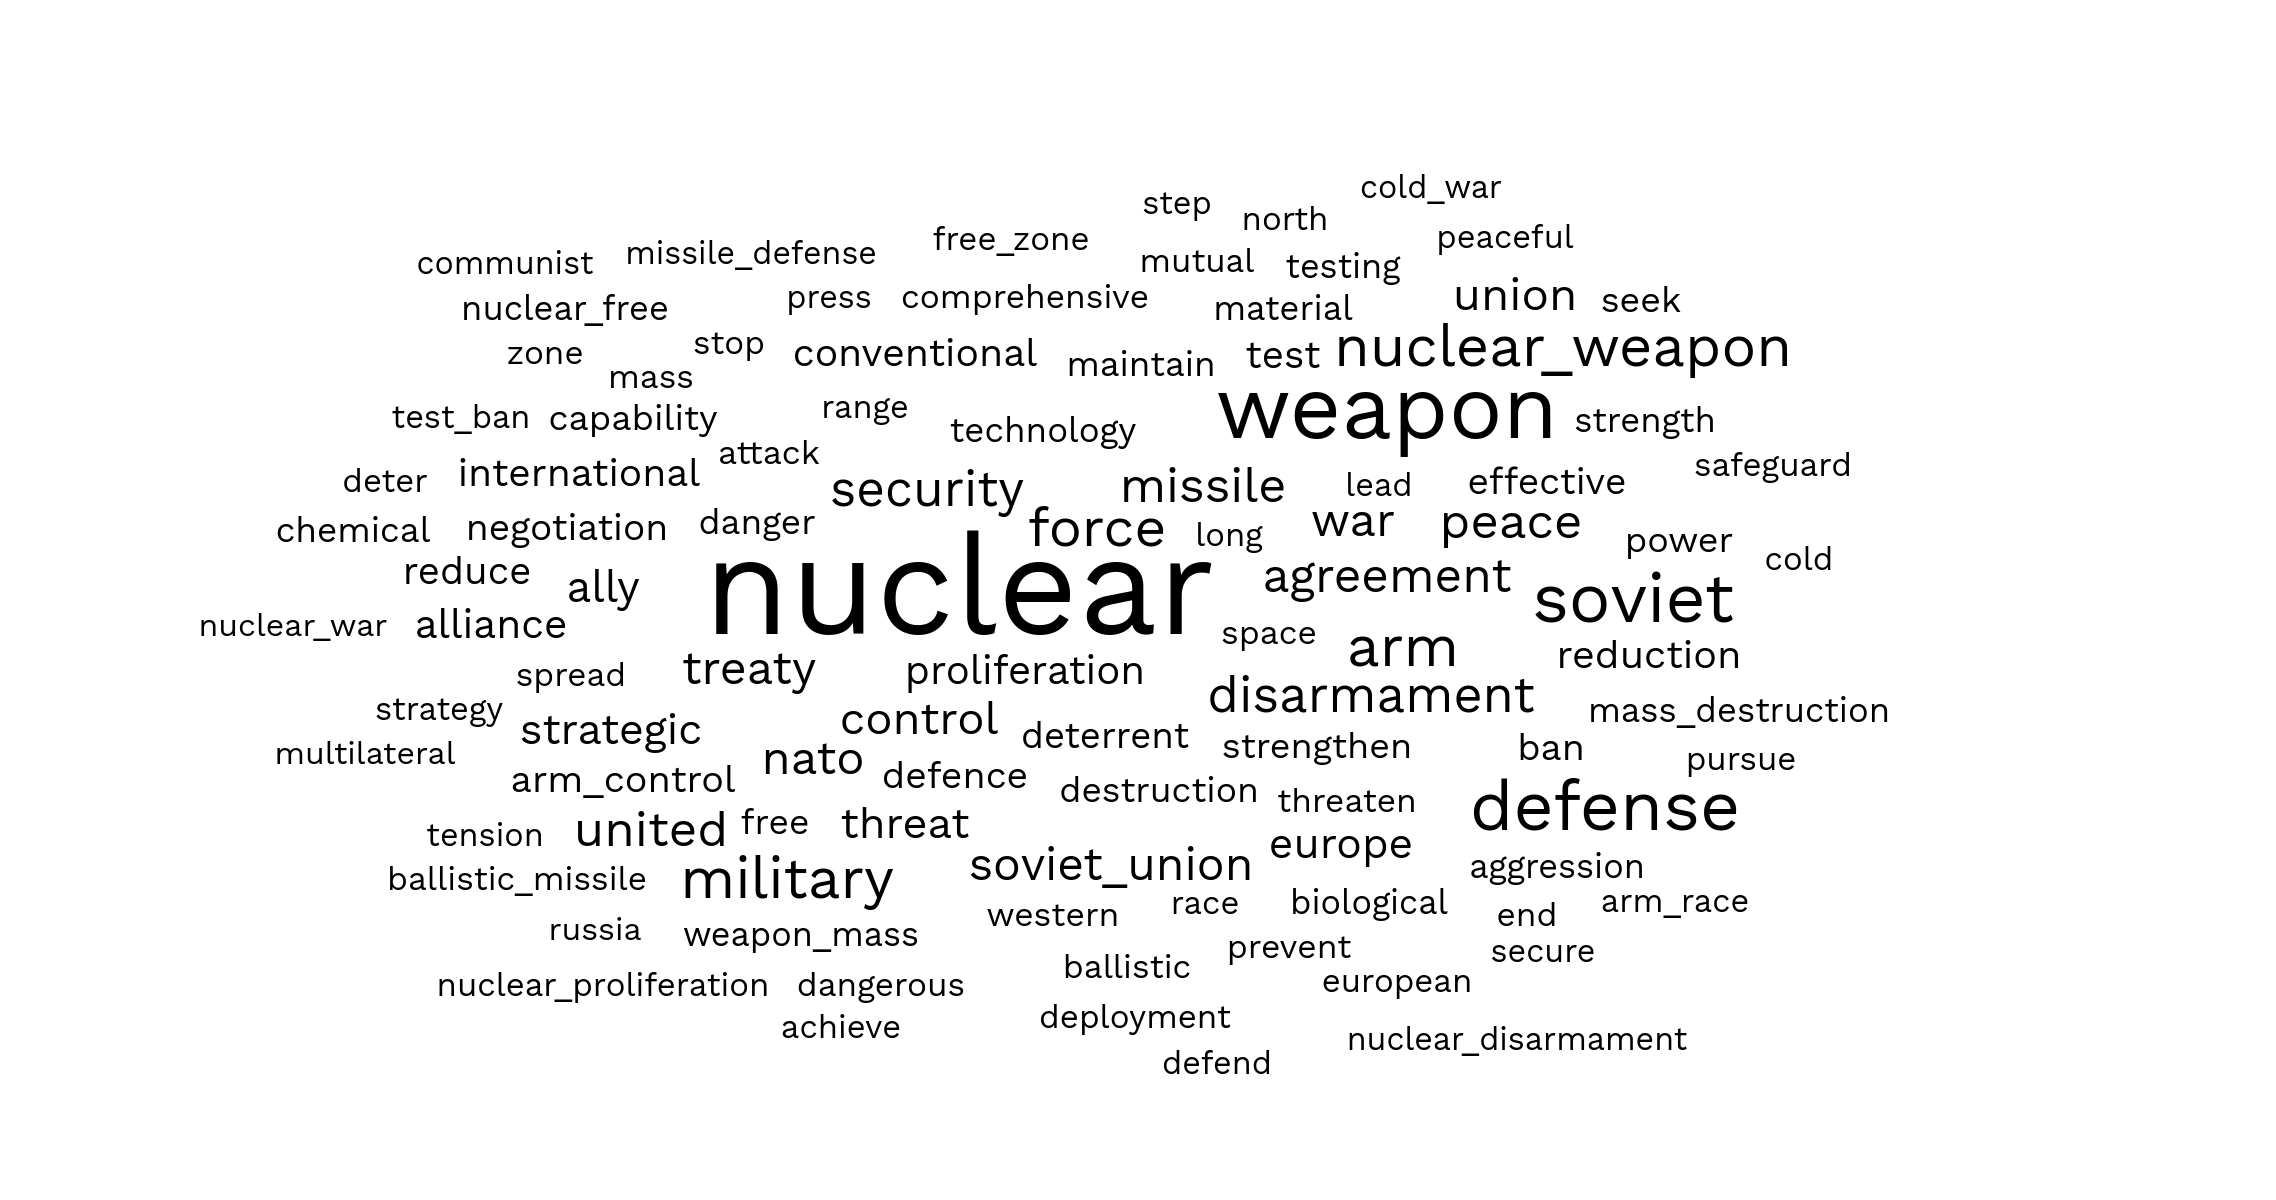 cold_war
step
north
peaceful
free_zone
missile_defense
communist
mutual
testing
press
comprehensive
union
seek
nuclear_free
material
stop
zone
conventional
maintain
test
nuclear_weapon
mass
range
weapon
strength
test_ban
capability
technology
attack
safeguard
deter
international
security
missile
lead
effective
chemical
negotiation
danger
force
long
war
peace
power
cold
reduce
ally
nuclear
agreement
soviet
nuclear_war
alliance
space
arm
reduction
spread
treaty
proliferation
disarmament
strategy
strategic
control
mass_destruction
multilateral
nato
deterrent
strengthen
ban
pursue
arm_control
defence
destruction
threaten
defense
tension
united
free
threat
europe
ballistic_missile
military
soviet_union
aggression
western
race
biological
end
arm_race
russia
weapon_mass
prevent
secure
ballistic
nuclear_proliferation
dangerous
european
achieve
deployment
nuclear_disarmament
defend